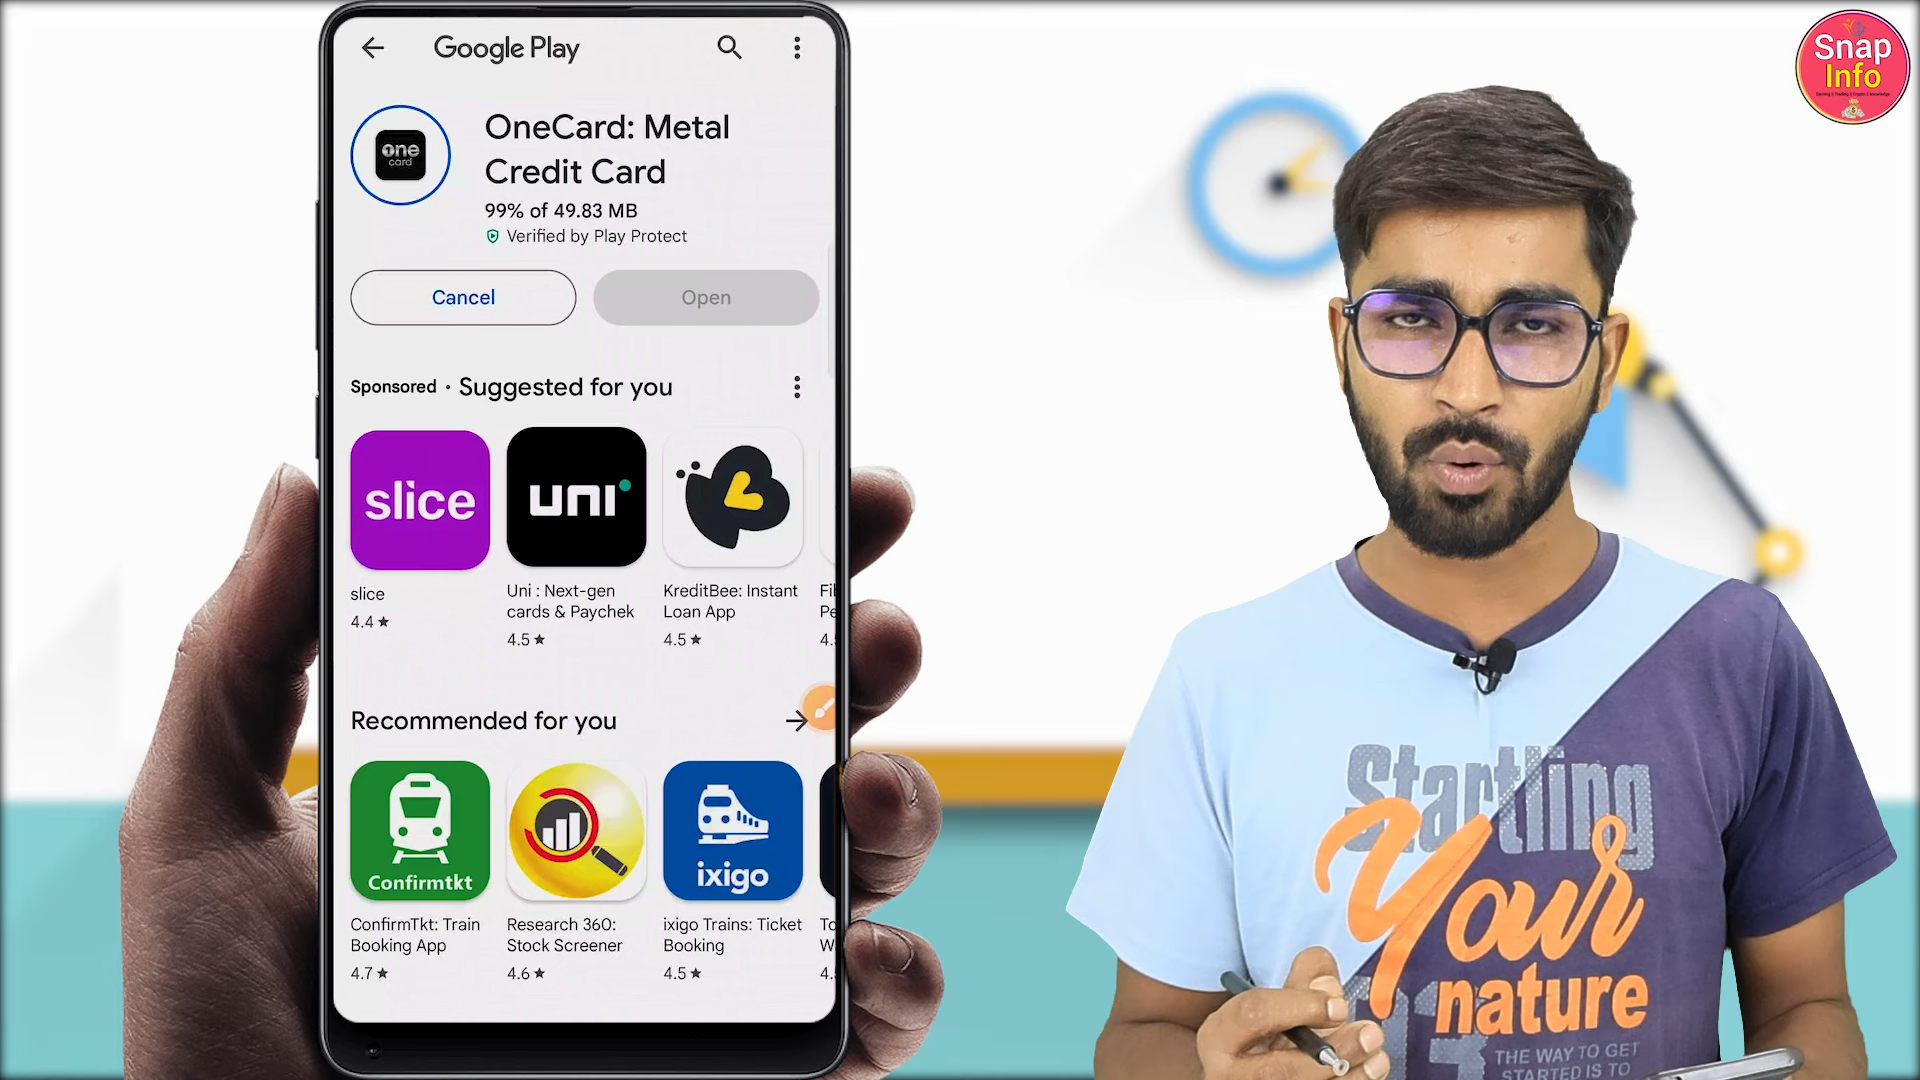 Google Play
one
card
OneCard: Metal
Credit Card
99% of 49.83 MB
Verified by Play Protect
Cancel
Open
Sponsored · Suggested for you
slice
uni
slice
4.4 ★
Uni : Next-gen
cards & Paychek
4.5 ★
KreditBee: Instant
Loan App
4.5 ★
Recommended for you
Confirmtkt
ixigo
ConfirmTkt: Train
Booking App
4.7 ★
Research 360:
Stock Screener
4.6 ★
ixigo Trains: Ticket
Booking
4.5 ★
Snap
Info
Startling
Your
nature
THE WAY TO GET
STARTED IS TO